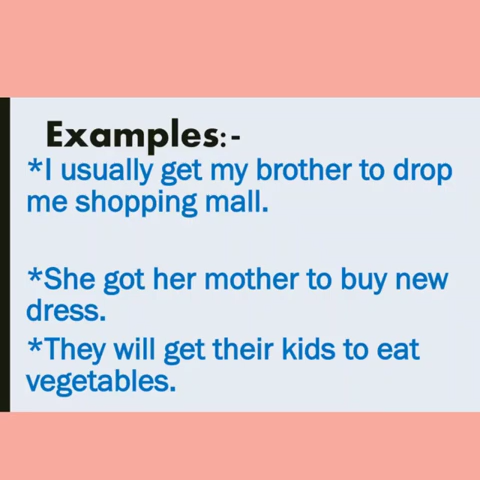 Examples:-
*I usually get my brother to drop
me shopping mall.
*She got her mother to buy new
dress.
*They will get their kids to eat
vegetables.